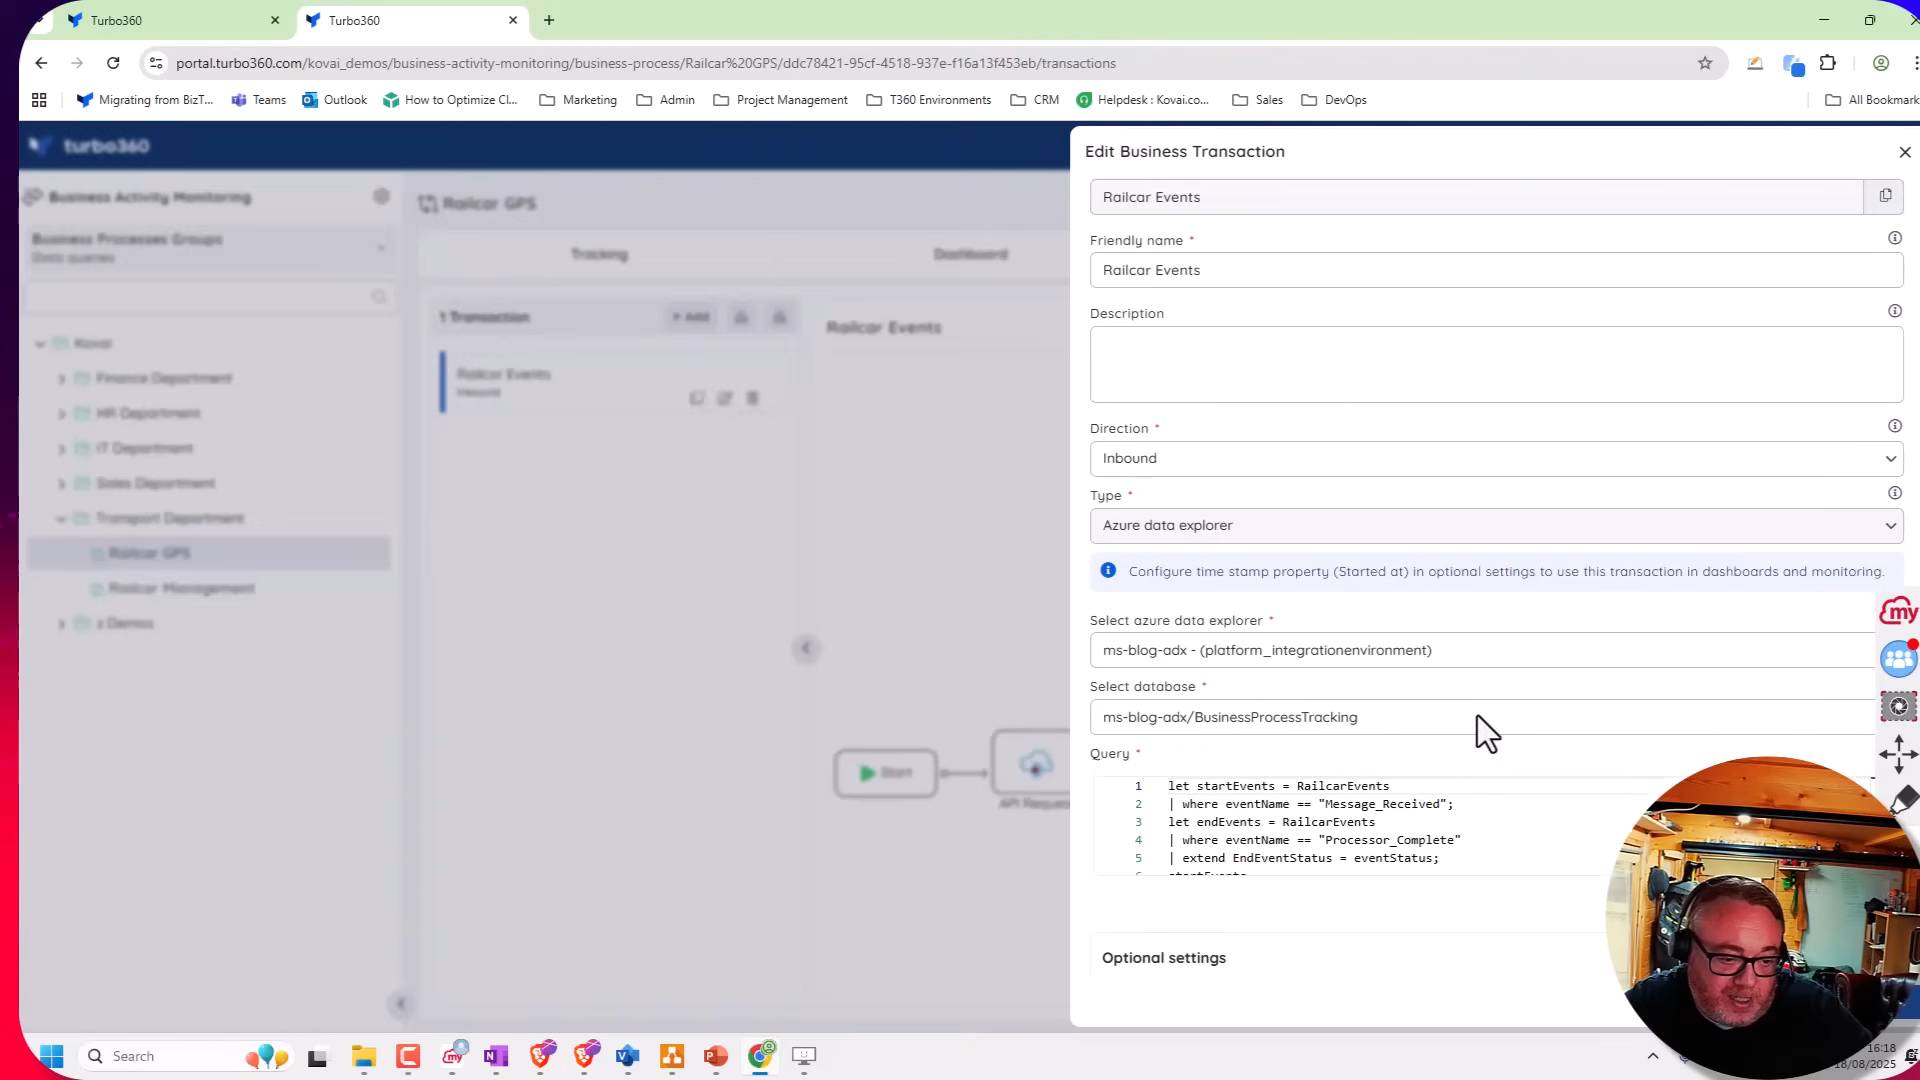 Turbo360
Turbo360
portal.turbo360.com/kovai_demos/business-activity-monitoring/business-process/Railcar%20GPS/ddc78421-95cf-4518-937e-f16a13f453eb/transactions
Migrating from BizT...
Teams
Outlook
How to Optimize Cl...
Marketing
Admin
Project Management
T360 Environments
CRM
Helpdesk : Kovai.co...
Sales
DevOps
All Bookmark
turbo360
Business Activity Monitoring
Business Processes Groups
Data queries
Kovai
Finance Department
HR Department
IT Department
Sales Department
Transport Department
Railcar GPS
Railcar Management
z Demos
Railcar GPS
Tracking
Dashboard
1 Transaction
+ Add
Railcar Events
Inbound
Railcar Events
Start
API Reques
Edit Business Transaction
Railcar Events
Friendly name *
Railcar Events
Description
Direction *
Inbound
Type *
Azure data explorer
Configure time stamp property (Started at) in optional settings to use this transaction in dashboards and monitoring.
Select azure data explorer *
ms-blog-adx - (platform_integrationenvironment)
Select database *
ms-blog-adx/BusinessProcessTracking
Query *
1 let startEvents = RailcarEvents
2 | where eventName == "Message_Received";
3 let endEvents = RailcarEvents
4 | where eventName == "Processor_Complete"
5 | extend EndEventStatus = eventStatus;
6 startEvents
Optional settings
my
Search
16:18
18/08/2025